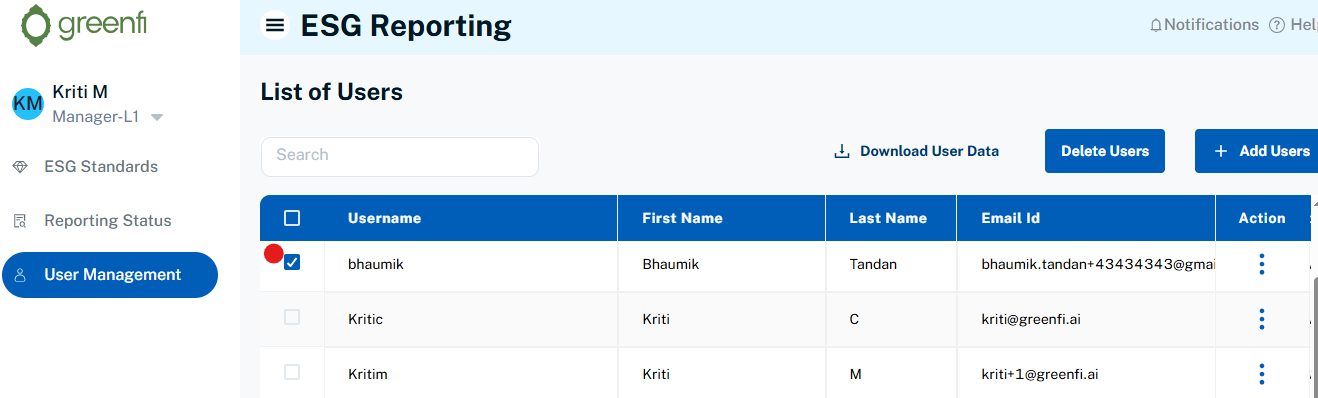 greenfi
ESG Reporting
Notifications
KM
Kriti M
Manager-L1
ESG Standards
Reporting Status
User Management
List of Users
Search
Download User Data
Delete Users
+ Add Users
Username First Name Last Name Email Id Action
bhaumik Bhaumik Tandan bhaumik.tandan+43434343@gmai
Kritic Kriti C kriti@greenfi.ai
Kritim Kriti M kriti+1@greenfi.ai